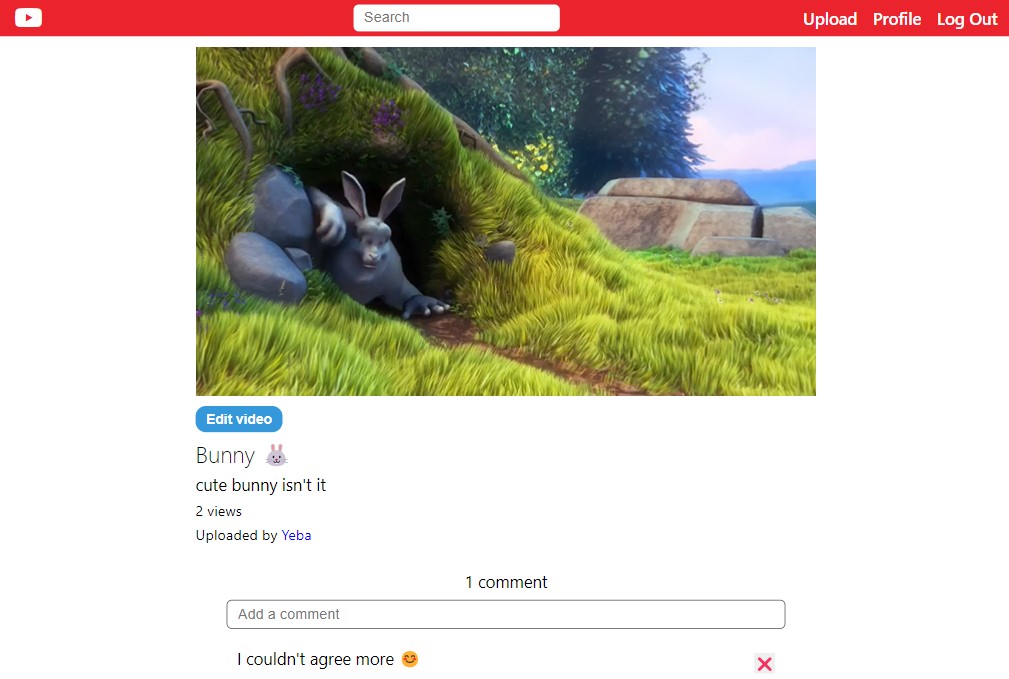 Search
Upload Profile Log Out
Edit video
Bunny 🐰
cute bunny isn't it
2 views
Uploaded by Yeba
1 comment
Add a comment
I couldn't agree more 😊